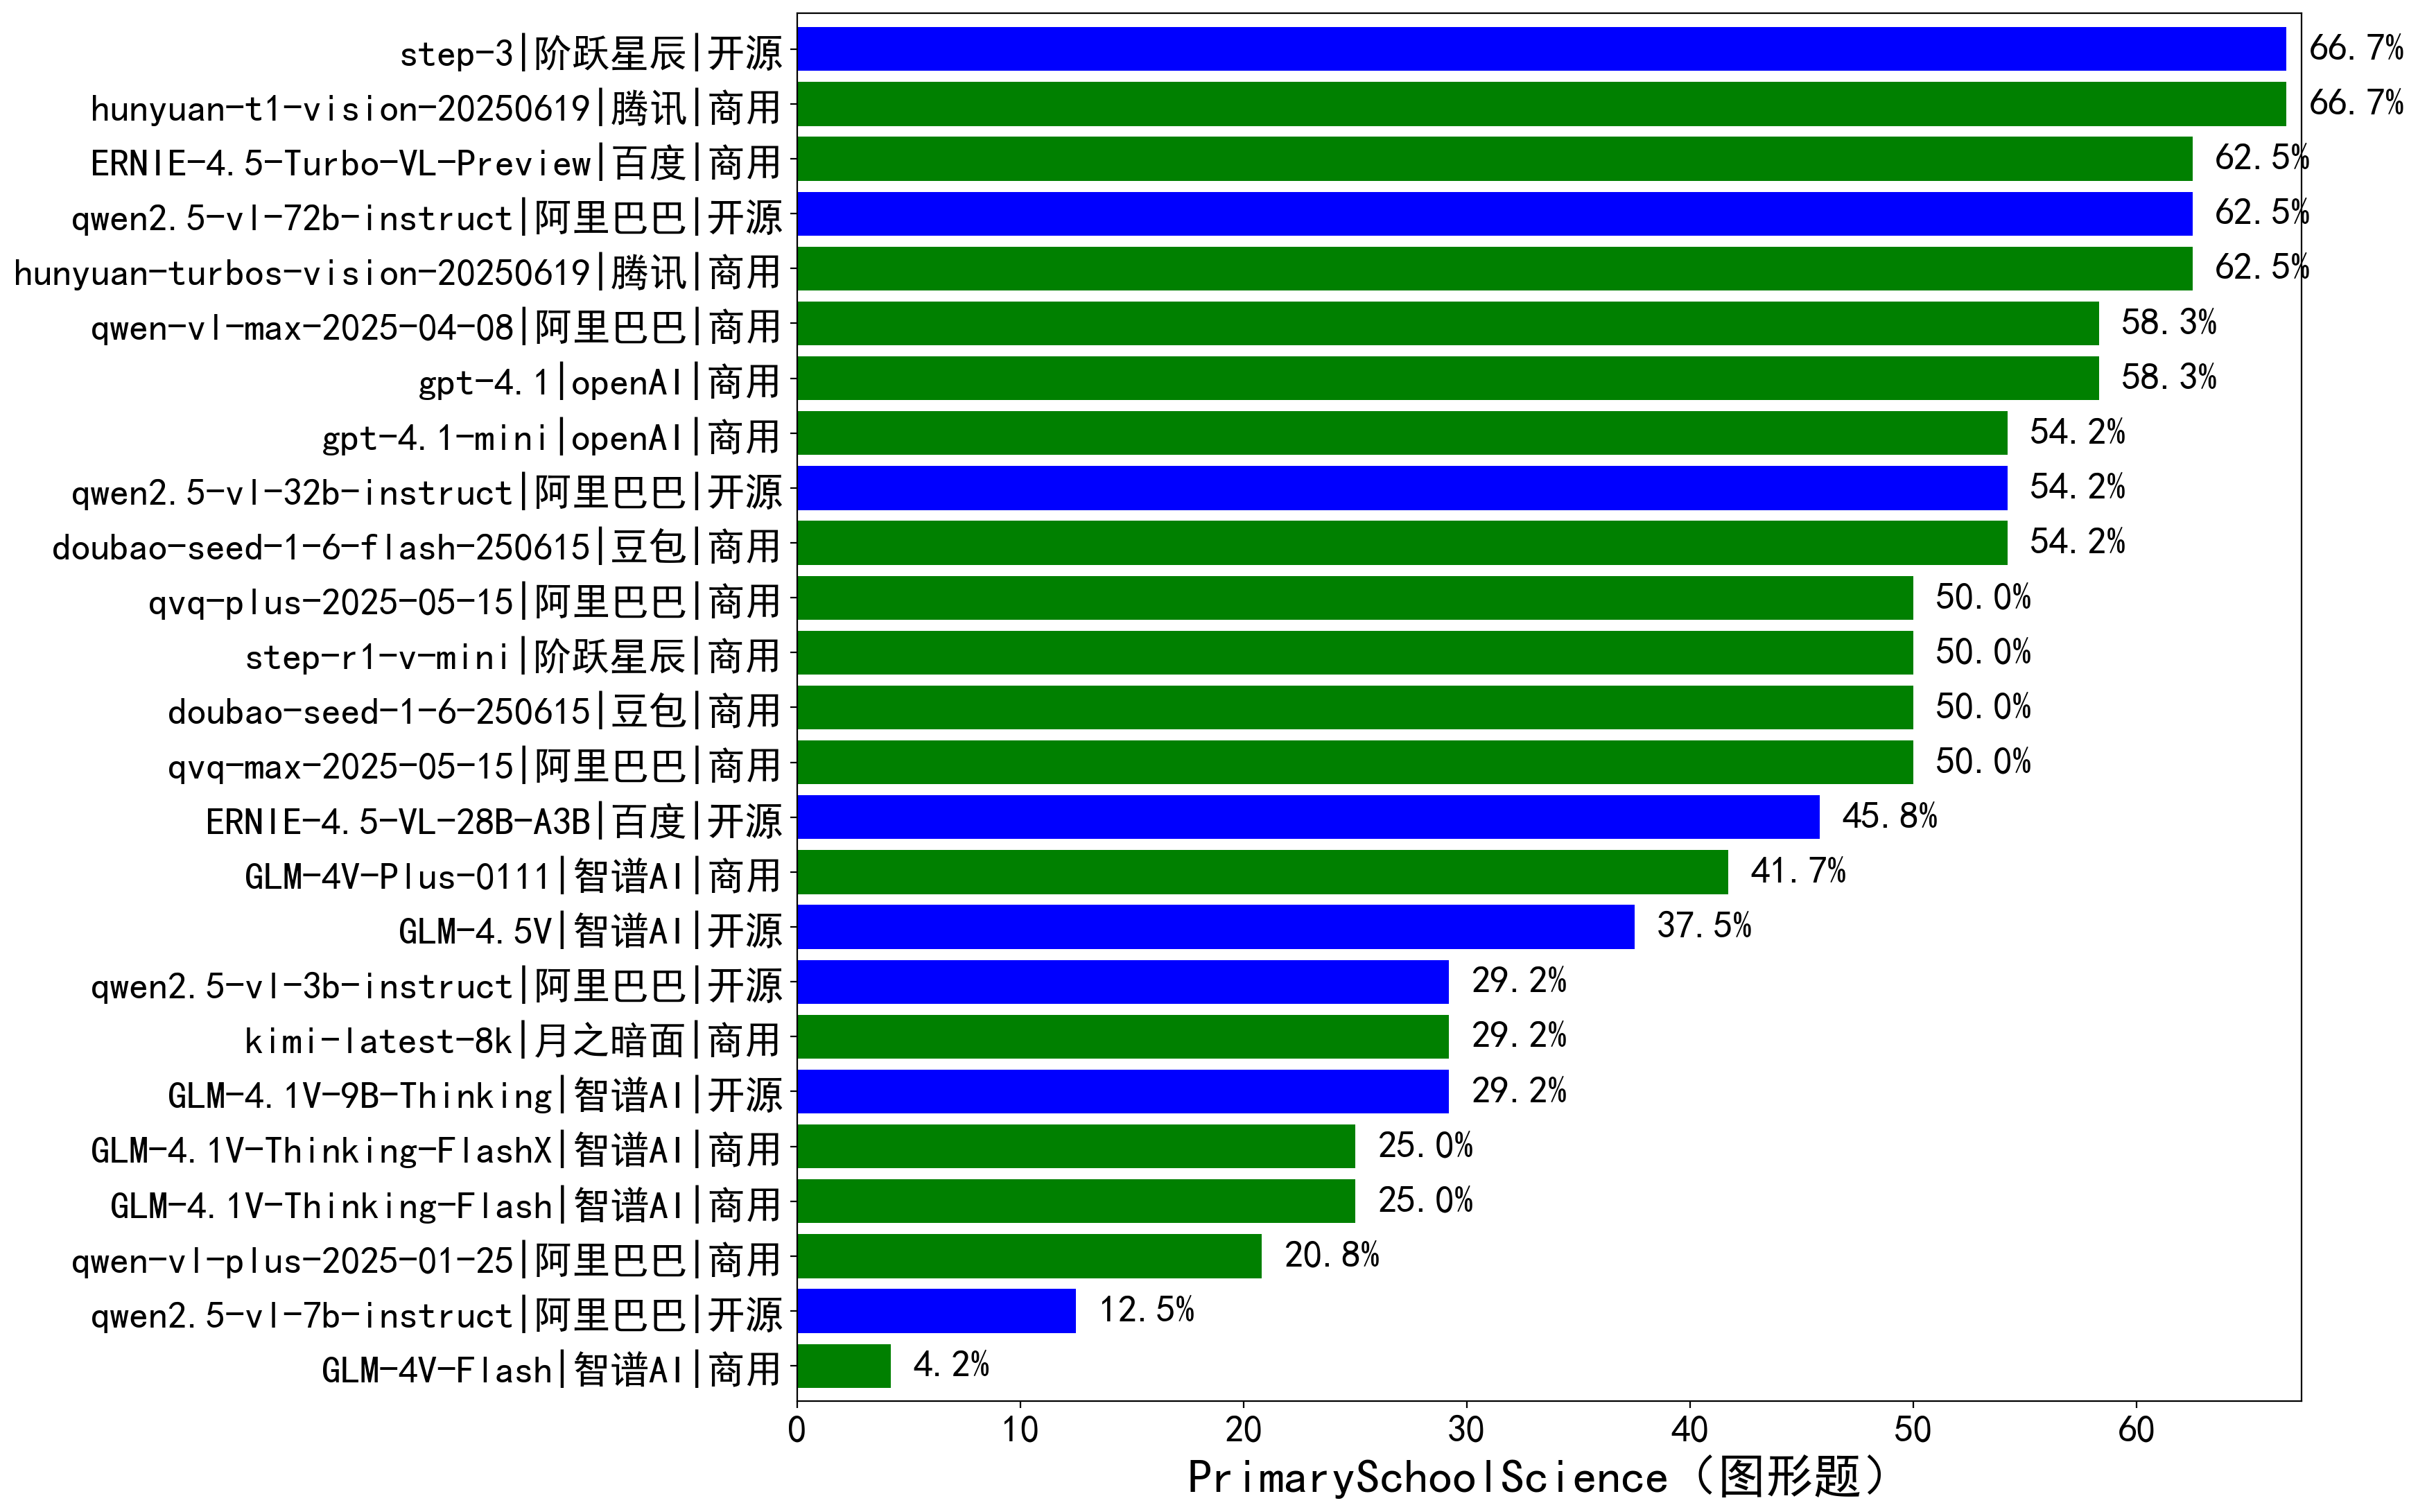 step-3|阶跃星辰|开源 66.7%
hunyuan-t1-vision-20250619|腾讯|商用 66.7%
ERNIE-4.5-Turbo-VL-Preview|百度|商用 62.5%
qwen2.5-vl-72b-instruct|阿里巴巴|开源 62.5%
hunyuan-turbos-vision-20250619|腾讯|商用 62.5%
qwen-vl-max-2025-04-08|阿里巴巴|商用 58.3%
gpt-4.1|openAI|商用 58.3%
gpt-4.1-mini|openAI|商用 54.2%
qwen2.5-vl-32b-instruct|阿里巴巴|开源 54.2%
doubao-seed-1-6-flash-250615|豆包|商用 54.2%
qvq-plus-2025-05-15|阿里巴巴|商用 50.0%
step-r1-v-mini|阶跃星辰|商用 50.0%
doubao-seed-1-6-250615|豆包|商用 50.0%
qvq-max-2025-05-15|阿里巴巴|商用 50.0%
ERNIE-4.5-VL-28B-A3B|百度|开源 45.8%
GLM-4V-Plus-0111|智谱AI|商用 41.7%
GLM-4.5V|智谱AI|开源 37.5%
qwen2.5-vl-3b-instruct|阿里巴巴|开源 29.2%
kimi-latest-8k|月之暗面|商用 29.2%
GLM-4.1V-9B-Thinking|智谱AI|开源 29.2%
GLM-4.1V-Thinking-FlashX|智谱AI|商用 25.0%
GLM-4.1V-Thinking-Flash|智谱AI|商用 25.0%
qwen-vl-plus-2025-01-25|阿里巴巴|商用 20.8%
qwen2.5-vl-7b-instruct|阿里巴巴|开源 12.5%
GLM-4V-Flash|智谱AI|商用 4.2%
0 10 20 30 40 50 60
PrimarySchoolScience（图形题）